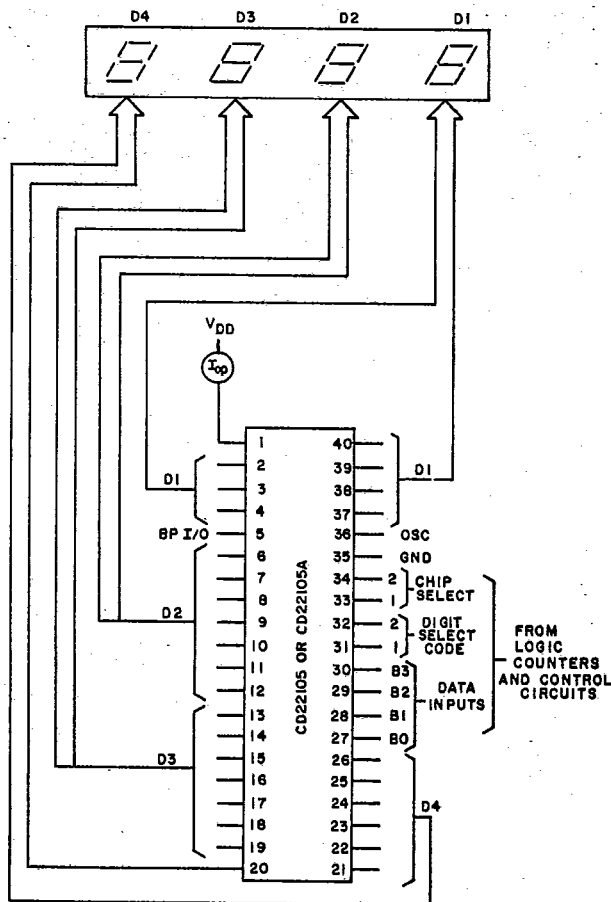 D4 D3 D2 D1
VDD
Iop
1 40
2 39
D1
3 38
D1
4 37
BP I/O 5 36 OSC
6 35 GND
7 34 2
CHIP
SELECT
8 33 1
D2
9 32 2
DIGIT
SELECT
CODE
10 31 1
11 30 B3
12 29 B2
DATA
INPUTS
13 28 B1
14 27 B0
FROM
LOGIC
COUNTERS
AND CONTROL
CIRCUITS
D3
15 26
16 25
17 24
D4
18 23
19 22
20 21
CD22105 OR CD22105A